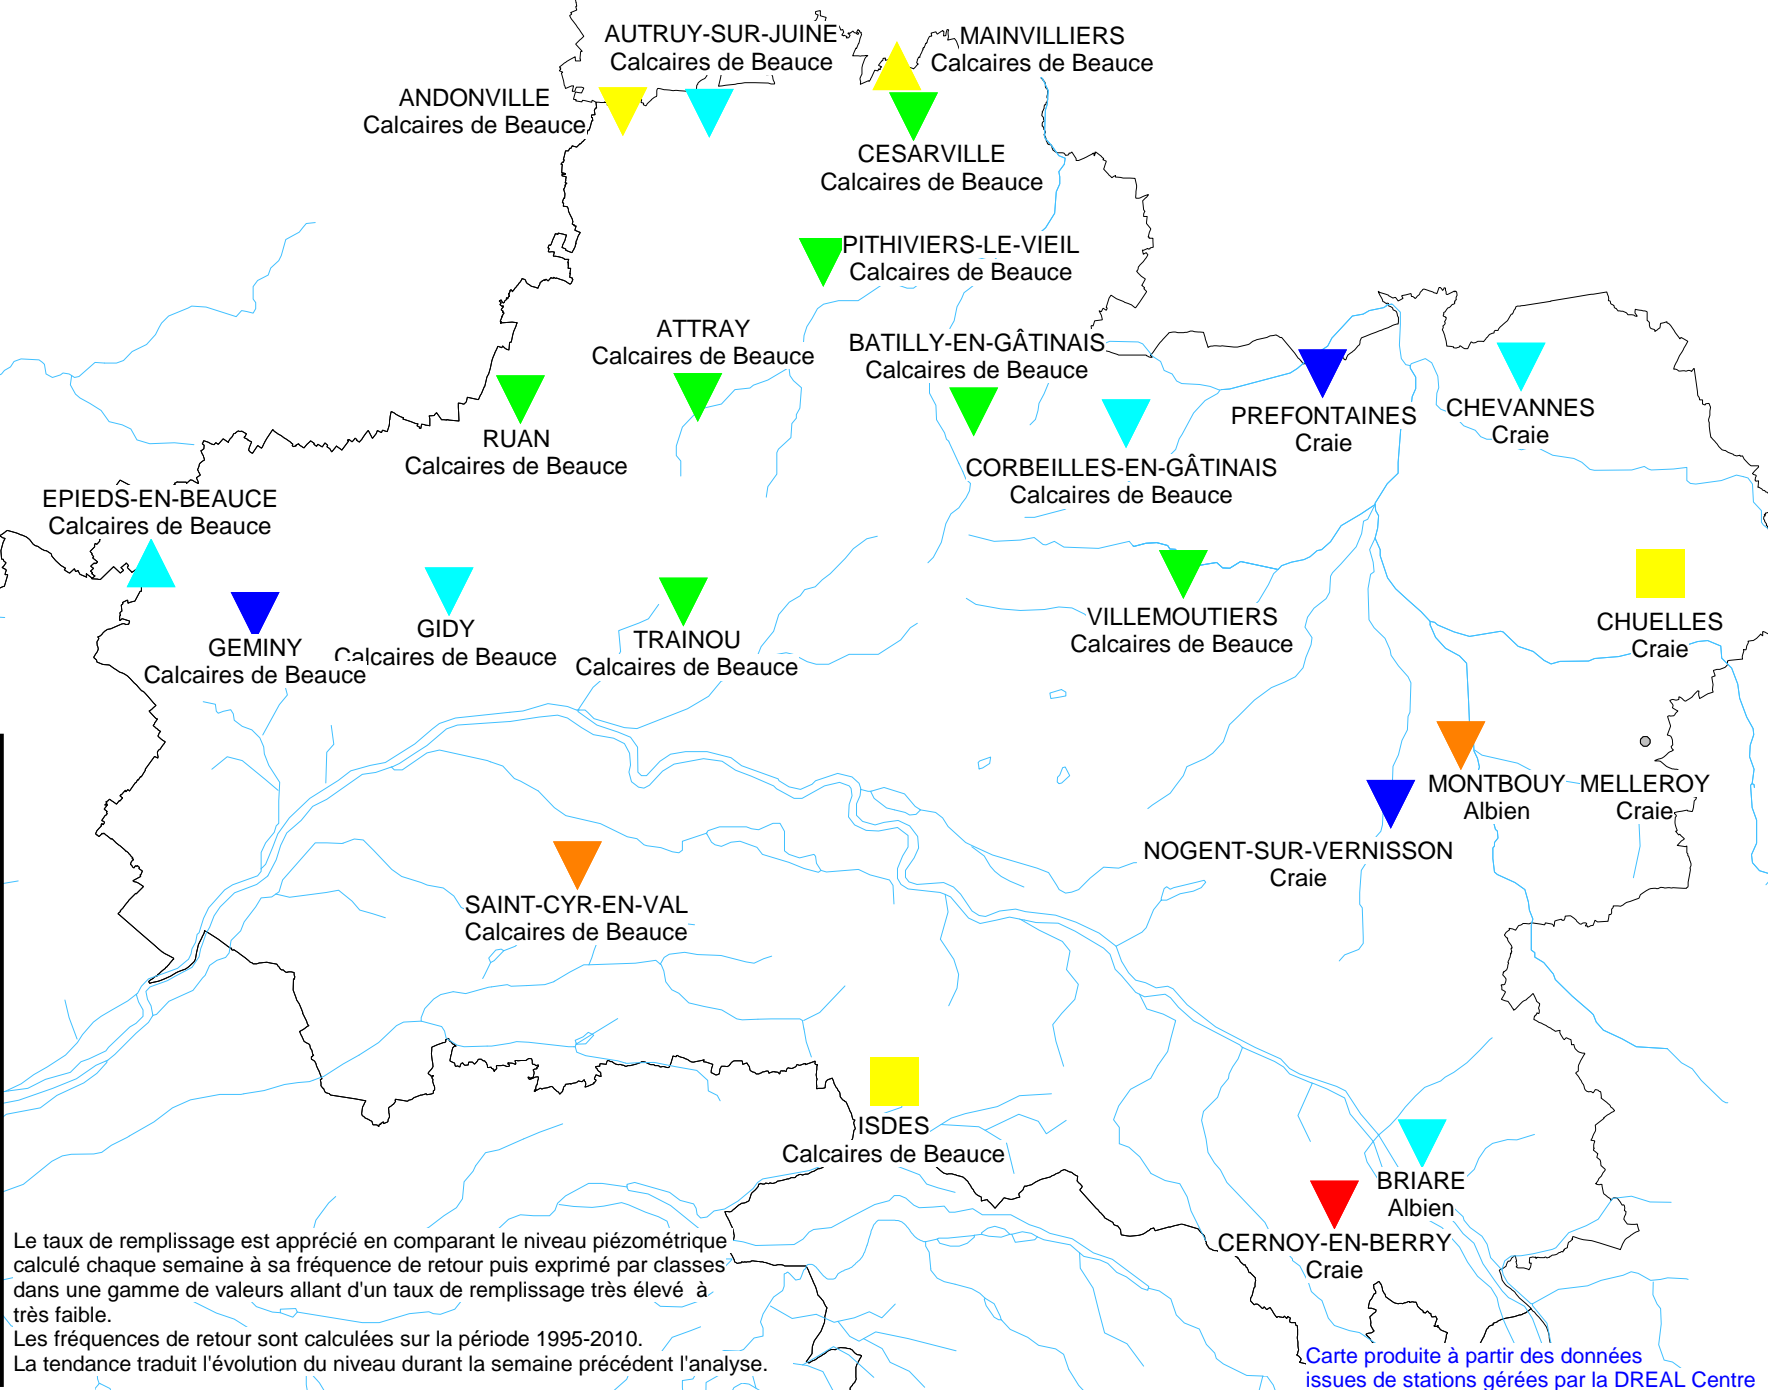 AUTRUY-SUR-JUINE
Calcaires de Beauce
MAINVILLIERS
Calcaires de Beauce
ANDONVILLE
Calcaires de Beauce
CESARVILLE
Calcaires de Beauce
PITHIVIERS-LE-VIEIL
Calcaires de Beauce
ATTRAY
Calcaires de Beauce
BATILLY-EN-GÂTINAIS
Calcaires de Beauce
PREFONTAINES
Craie
CHEVANNES
Craie
RUAN
Calcaires de Beauce
CORBEILLES-EN-GÂTINAIS
Calcaires de Beauce
EPIEDS-EN-BEAUCE
Calcaires de Beauce
GEMINY
Calcaires de Beauce
GIDY
Calcaires de Beauce
TRAINOU
Calcaires de Beauce
VILLEMOUTIERS
Calcaires de Beauce
CHUELLES
Craie
MONTBOUY
Albien
MELLEROY
Craie
NOGENT-SUR-VERNISSON
Craie
SAINT-CYR-EN-VAL
Calcaires de Beauce
ISDES
Calcaires de Beauce
BRIARE
Albien
CERNOY-EN-BERRY
Craie
Le taux de remplissage est apprécié en comparant le niveau piézométrique
calculé chaque semaine à sa fréquence de retour puis exprimé par classes
dans une gamme de valeurs allant d'un taux de remplissage très élevé à
très faible.
Les fréquences de retour sont calculées sur la période 1995-2010.
La tendance traduit l'évolution du niveau durant la semaine précédent l'analyse.
Carte produite à partir des données
issues de stations gérées par la DREAL Centre